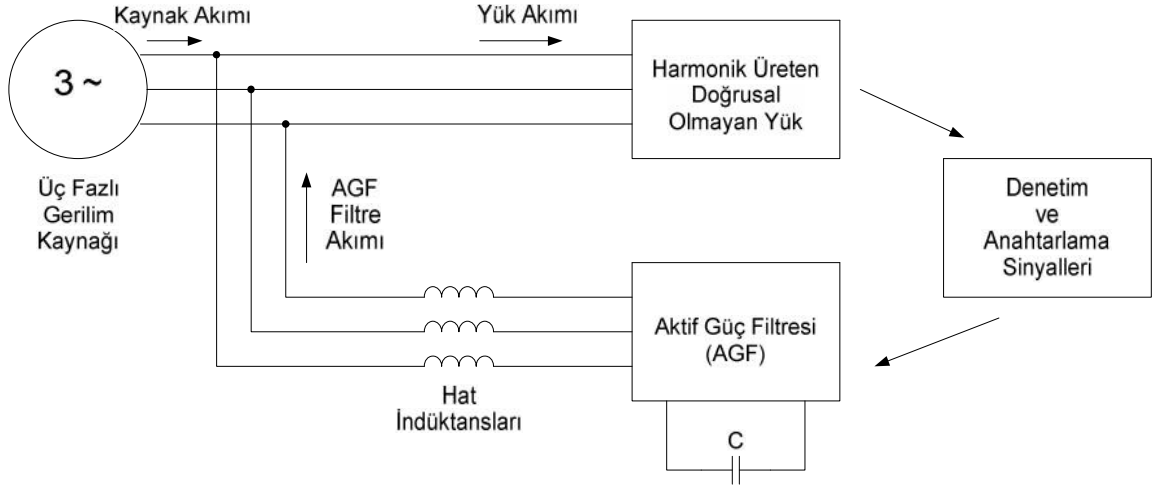 Kaynak Akımı
Yük Akımı
3 ~
Harmonik Üreten
Doğrusal
Olmayan Yük
Üç Fazlı
Gerilim
Kaynağı
AGF
Filtre
Akımı
Denetim
ve
Anahtarlama
Sinyalleri
Aktif Güç Filtresi
(AGF)
Hat
İndüktansları
C